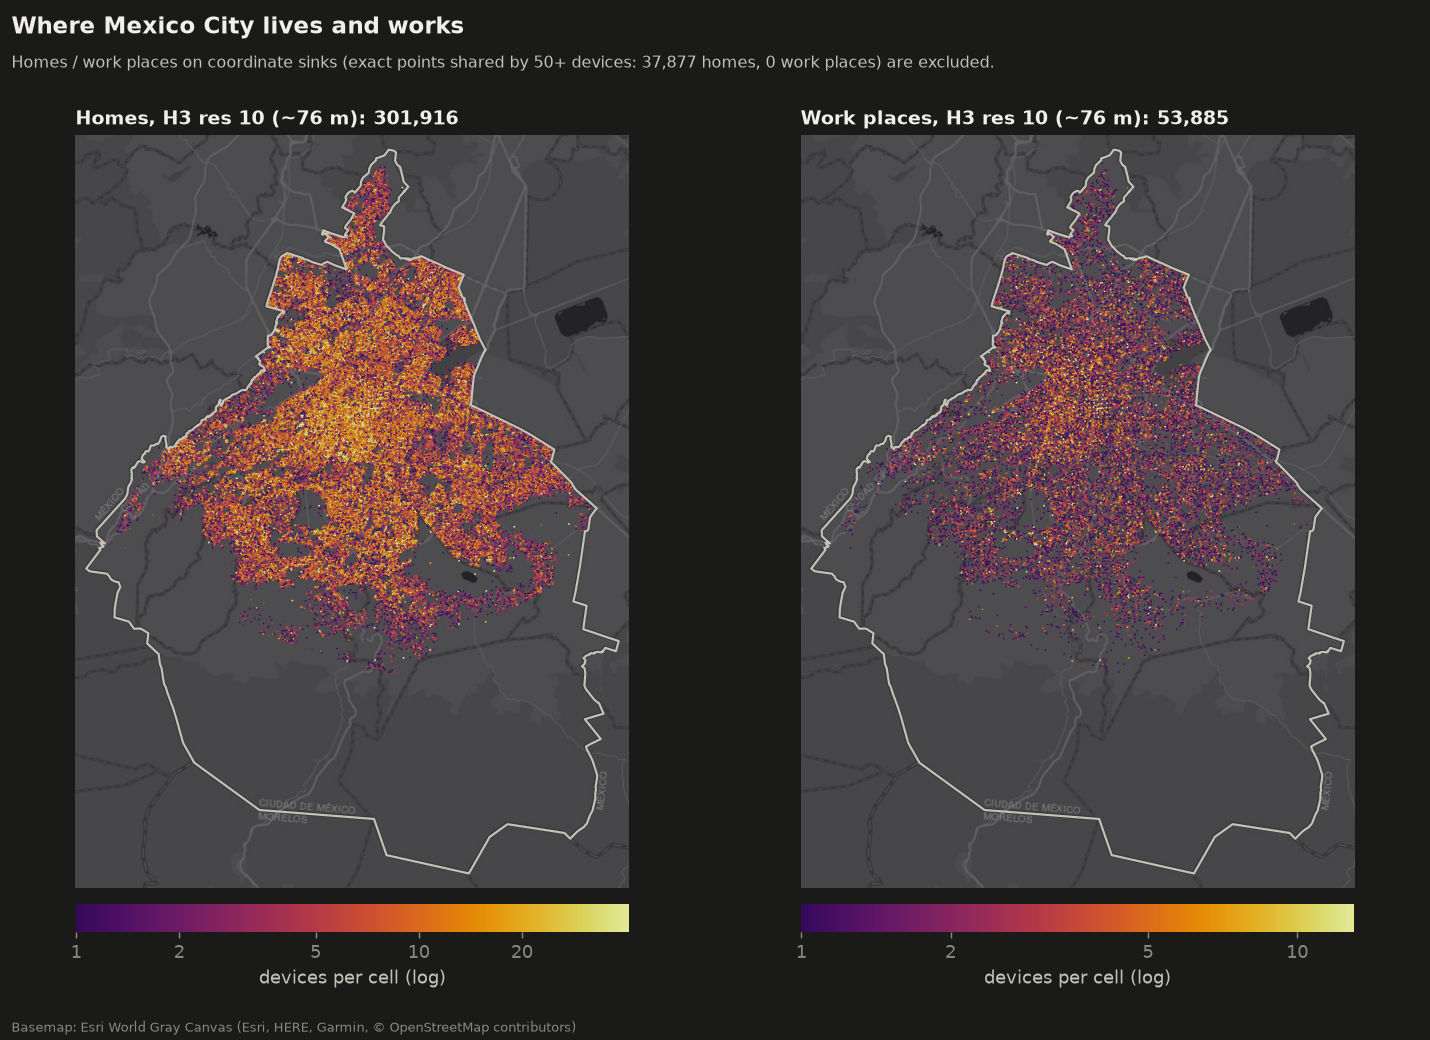 Where Mexico City lives and works
Homes / work places on coordinate sinks (exact points shared by 50+ devices: 37,877 homes, 0 work places) are excluded.
Homes, H3 res 10 (~76 m): 301,916
Work places, H3 res 10 (~76 m): 53,885
MÉXICO
CIUDAD
CIUDAD DE MÉXICO
MORELOS
MÉXICO
MÉXICO
CIUDAD
CIUDAD DE MÉXICO
MORELOS
MÉXICO
1 2 5 10 20
devices per cell (log)
1 2 5 10
devices per cell (log)
Basemap: Esri World Gray Canvas (Esri, HERE, Garmin, © OpenStreetMap contributors)